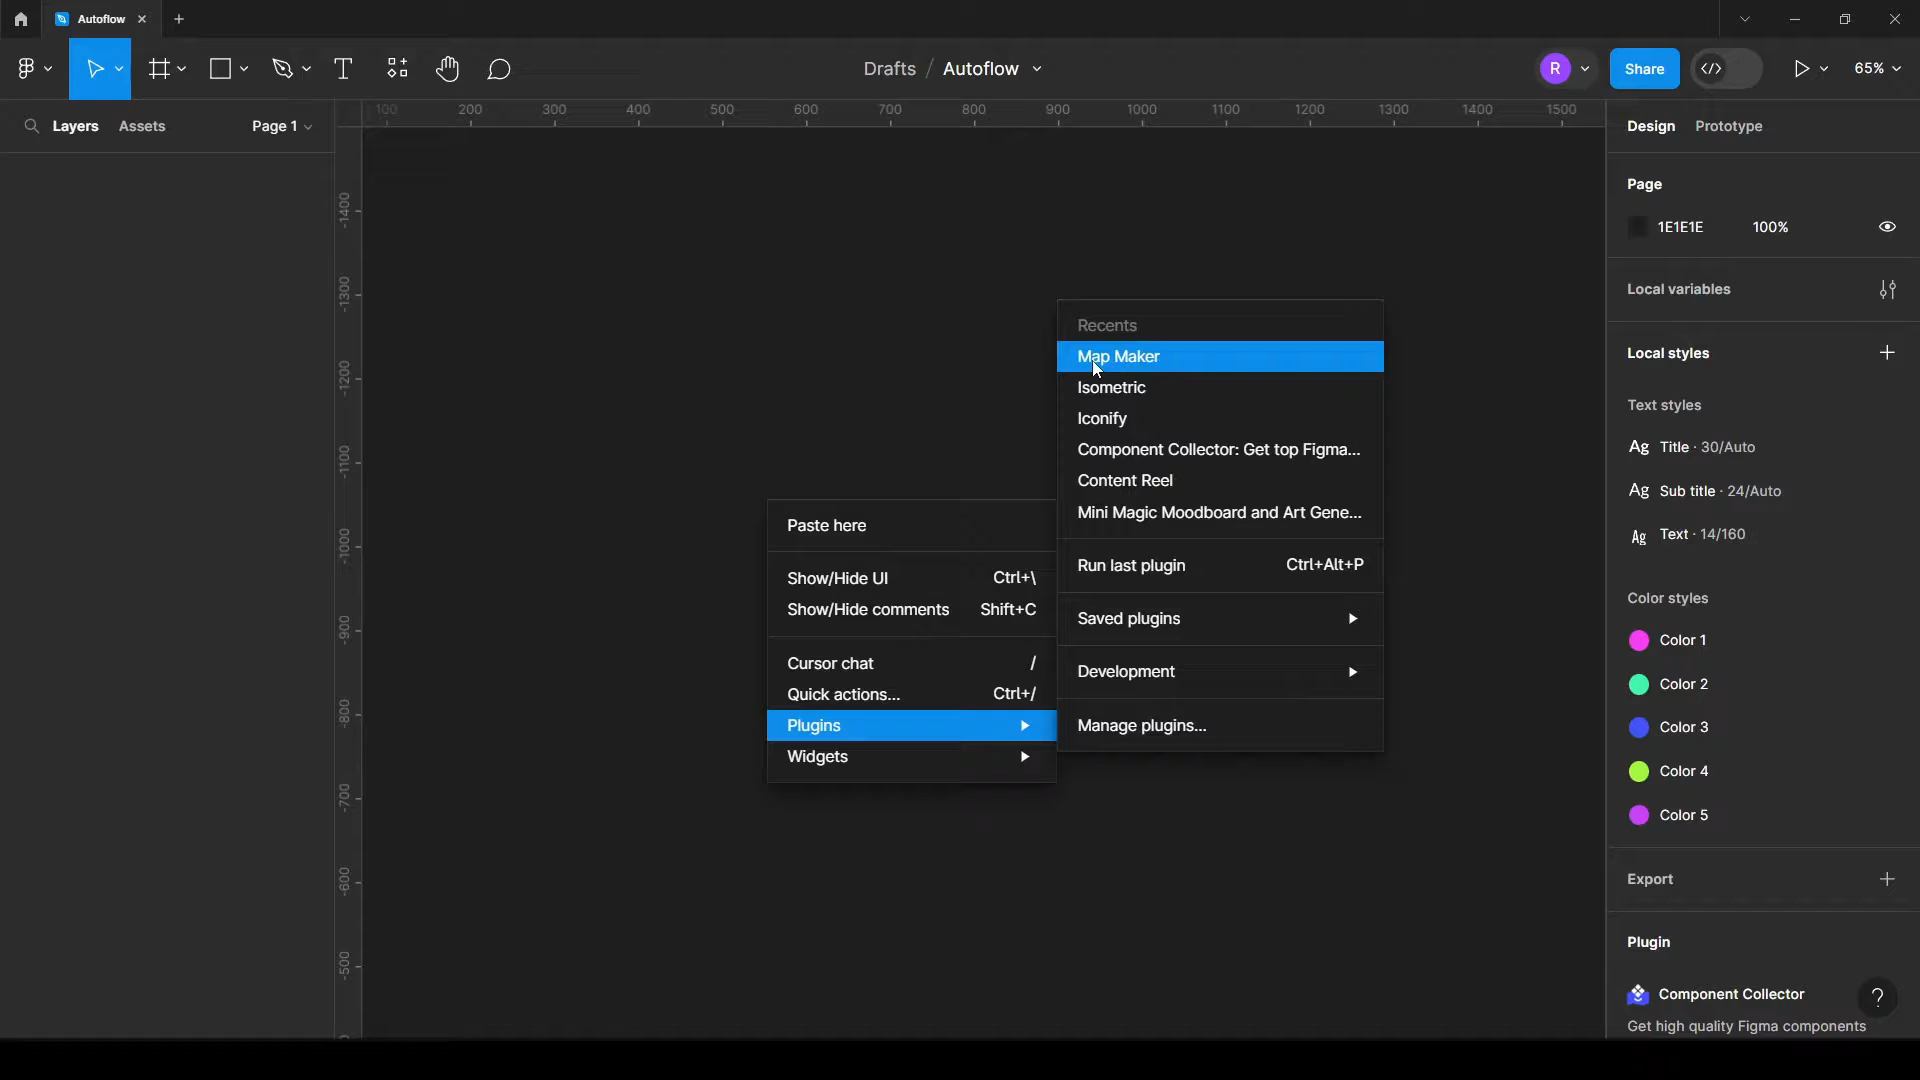 Autoflow
Drafts / Autoflow
R
Share
65%
Layers Assets Page 1
100 200 300 400 500 600 700 800 900 1000 1100 1200 1300 1400 1500
-1400
-1300
-1200
-1100
-1000
-900
-800
-700
-600
-500
Paste here
Show/Hide UI Ctrl+\
Show/Hide comments Shift+C
Cursor chat /
Quick actions... Ctrl+/
Plugins
Widgets
Recents
Map Maker
Isometric
Iconify
Component Collector: Get top Figma...
Content Reel
Mini Magic Moodboard and Art Gene...
Run last plugin Ctrl+Alt+P
Saved plugins
Development
Manage plugins...
Design Prototype
Page
1E1E1E 100%
Local variables
Local styles
Text styles
Ag Title · 30/Auto
Ag Sub title · 24/Auto
Ag Text · 14/160
Color styles
Color 1
Color 2
Color 3
Color 4
Color 5
Export
Plugin
Component Collector
?
Get high quality Figma components